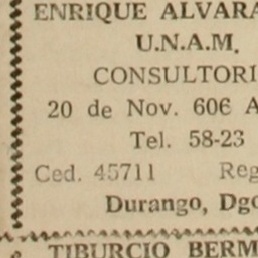 ENRIQUE ALVARA
U.N.A.M.
CONSULTORI
20 de Nov. 606 A
Tel. 58-23
Ced. 45711 Reg
Durango, Dgo
TIBURCIO BERM